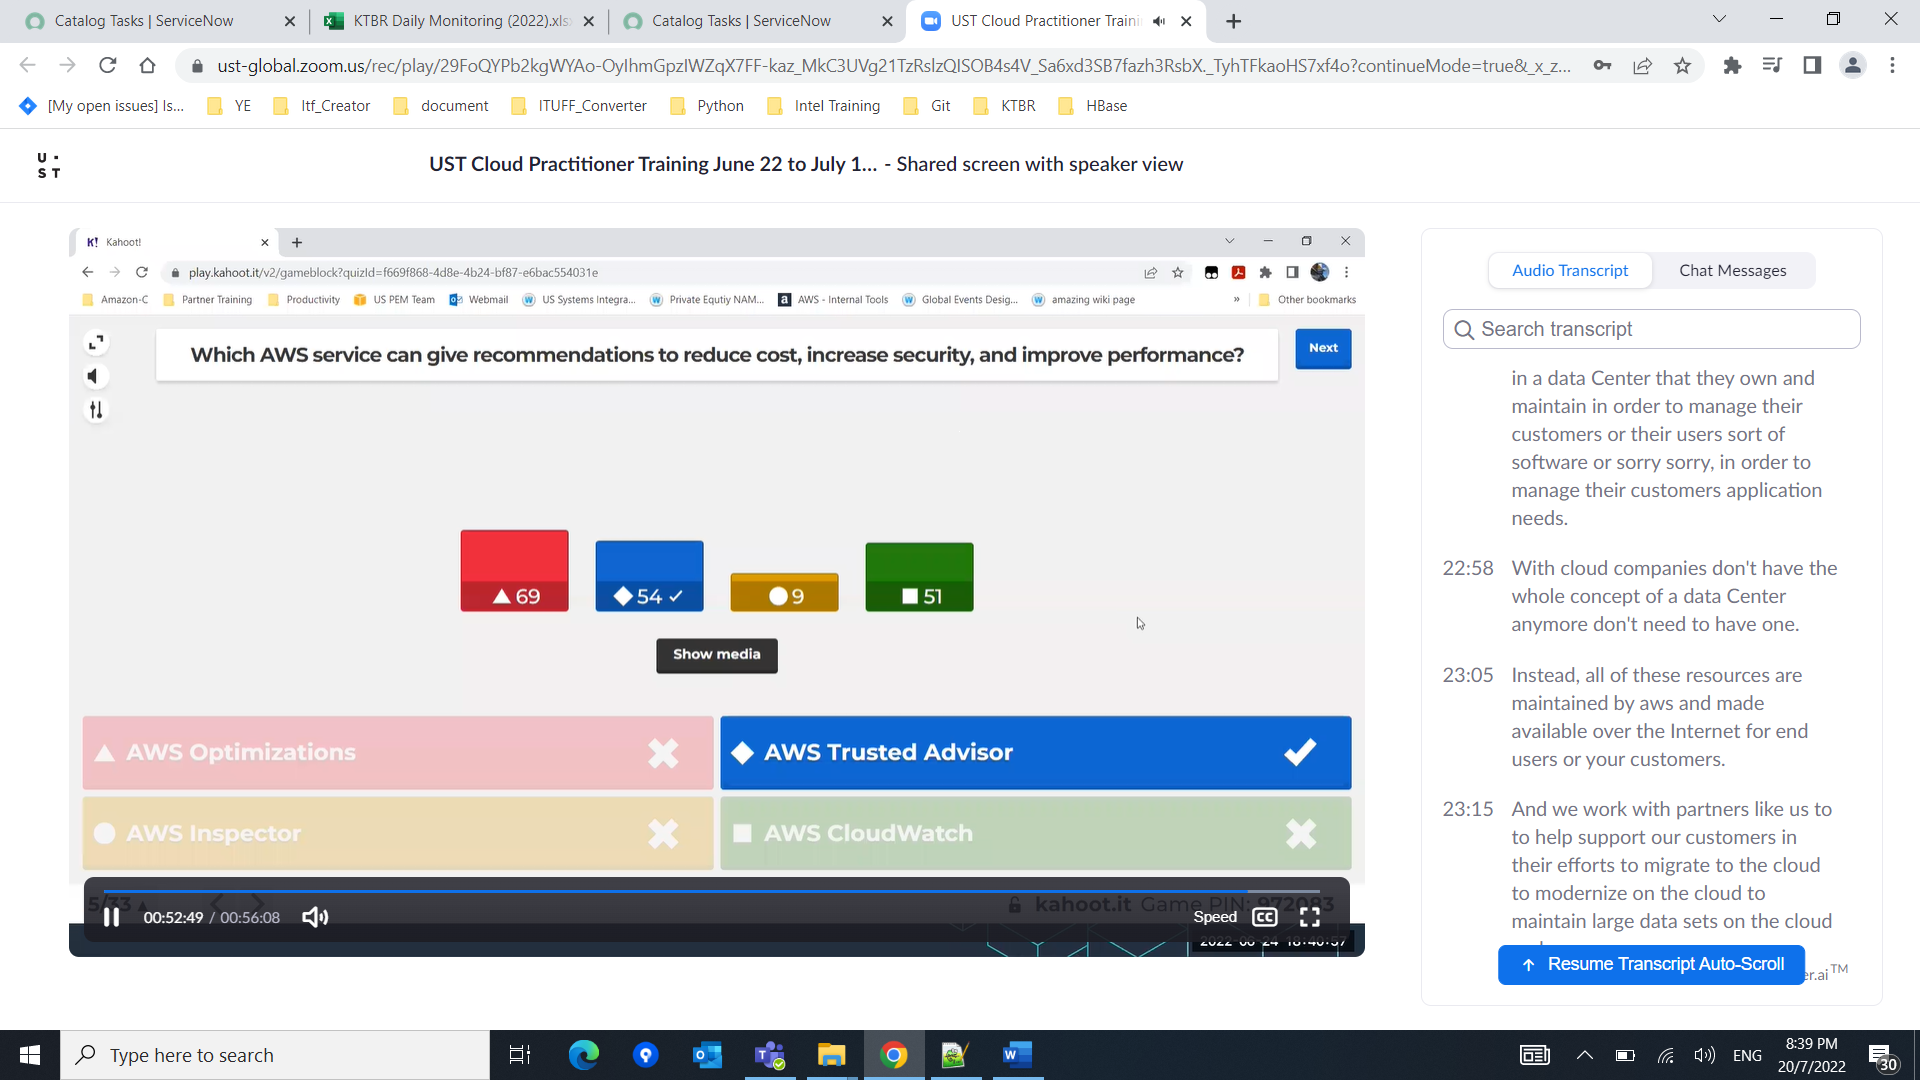 Catalog Tasks | ServiceNow
KTBR Daily Monitoring (2022).xls
Catalog Tasks | ServiceNow
UST Cloud Practitioner Traini
ust-global.zoom.us/rec/play/29FoQYPb2kgWYAo-OyIhmGpzIWZqX7FF-kaz_MkC3UVg21TzRslzQISOB4s4V_Sa6xd3SB7fazh3RsbX._TyhTFkaoHS7xf4o?continueMode=true&_x_z...
[My open issues] Is...
YE
Itf_Creator
document
ITUFF_Converter
Python
Intel Training
Git
KTBR
HBase
U
S T
UST Cloud Practitioner Training June 22 to July 1... - Shared screen with speaker view
K! Kahoot!
play.kahoot.it/v2/gameblock?quizId=f669f868-4d8e-4b24-bf87-e6bac554031e
Amazon-C
Partner Training
Productivity
US PEM Team
Webmail
US Systems Integra...
Private Equtiy NAM...
a AWS - Internal Tools
Global Events Desig...
amazing wiki page
»
Other bookmarks
Which AWS service can give recommendations to reduce cost, increase security, and improve performance?
Next
69
54
9
51
Show media
AWS Optimizations
AWS Trusted Advisor
AWS Inspector
AWS CloudWatch
5/33
kahoot.it Game PIN: 972083
00:52:49 / 00:56:08
Speed
CC
2022-06-24 18:40:57
Audio Transcript
Chat Messages
Search transcript
in a data Center that they own and
maintain in order to manage their
customers or their users sort of
software or sorry sorry, in order to
manage their customers application
needs.
22:58 With cloud companies don't have the
whole concept of a data Center
anymore don't need to have one.
23:05 Instead, all of these resources are
maintained by aws and made
available over the Internet for end
users or your customers.
23:15 And we work with partners like us to
to help support our customers in
their efforts to migrate to the cloud
to modernize on the cloud to
maintain large data sets on the cloud
Resume Transcript Auto-Scroll
er.ai™
Type here to search
ENG
8:39 PM
20/7/2022
30